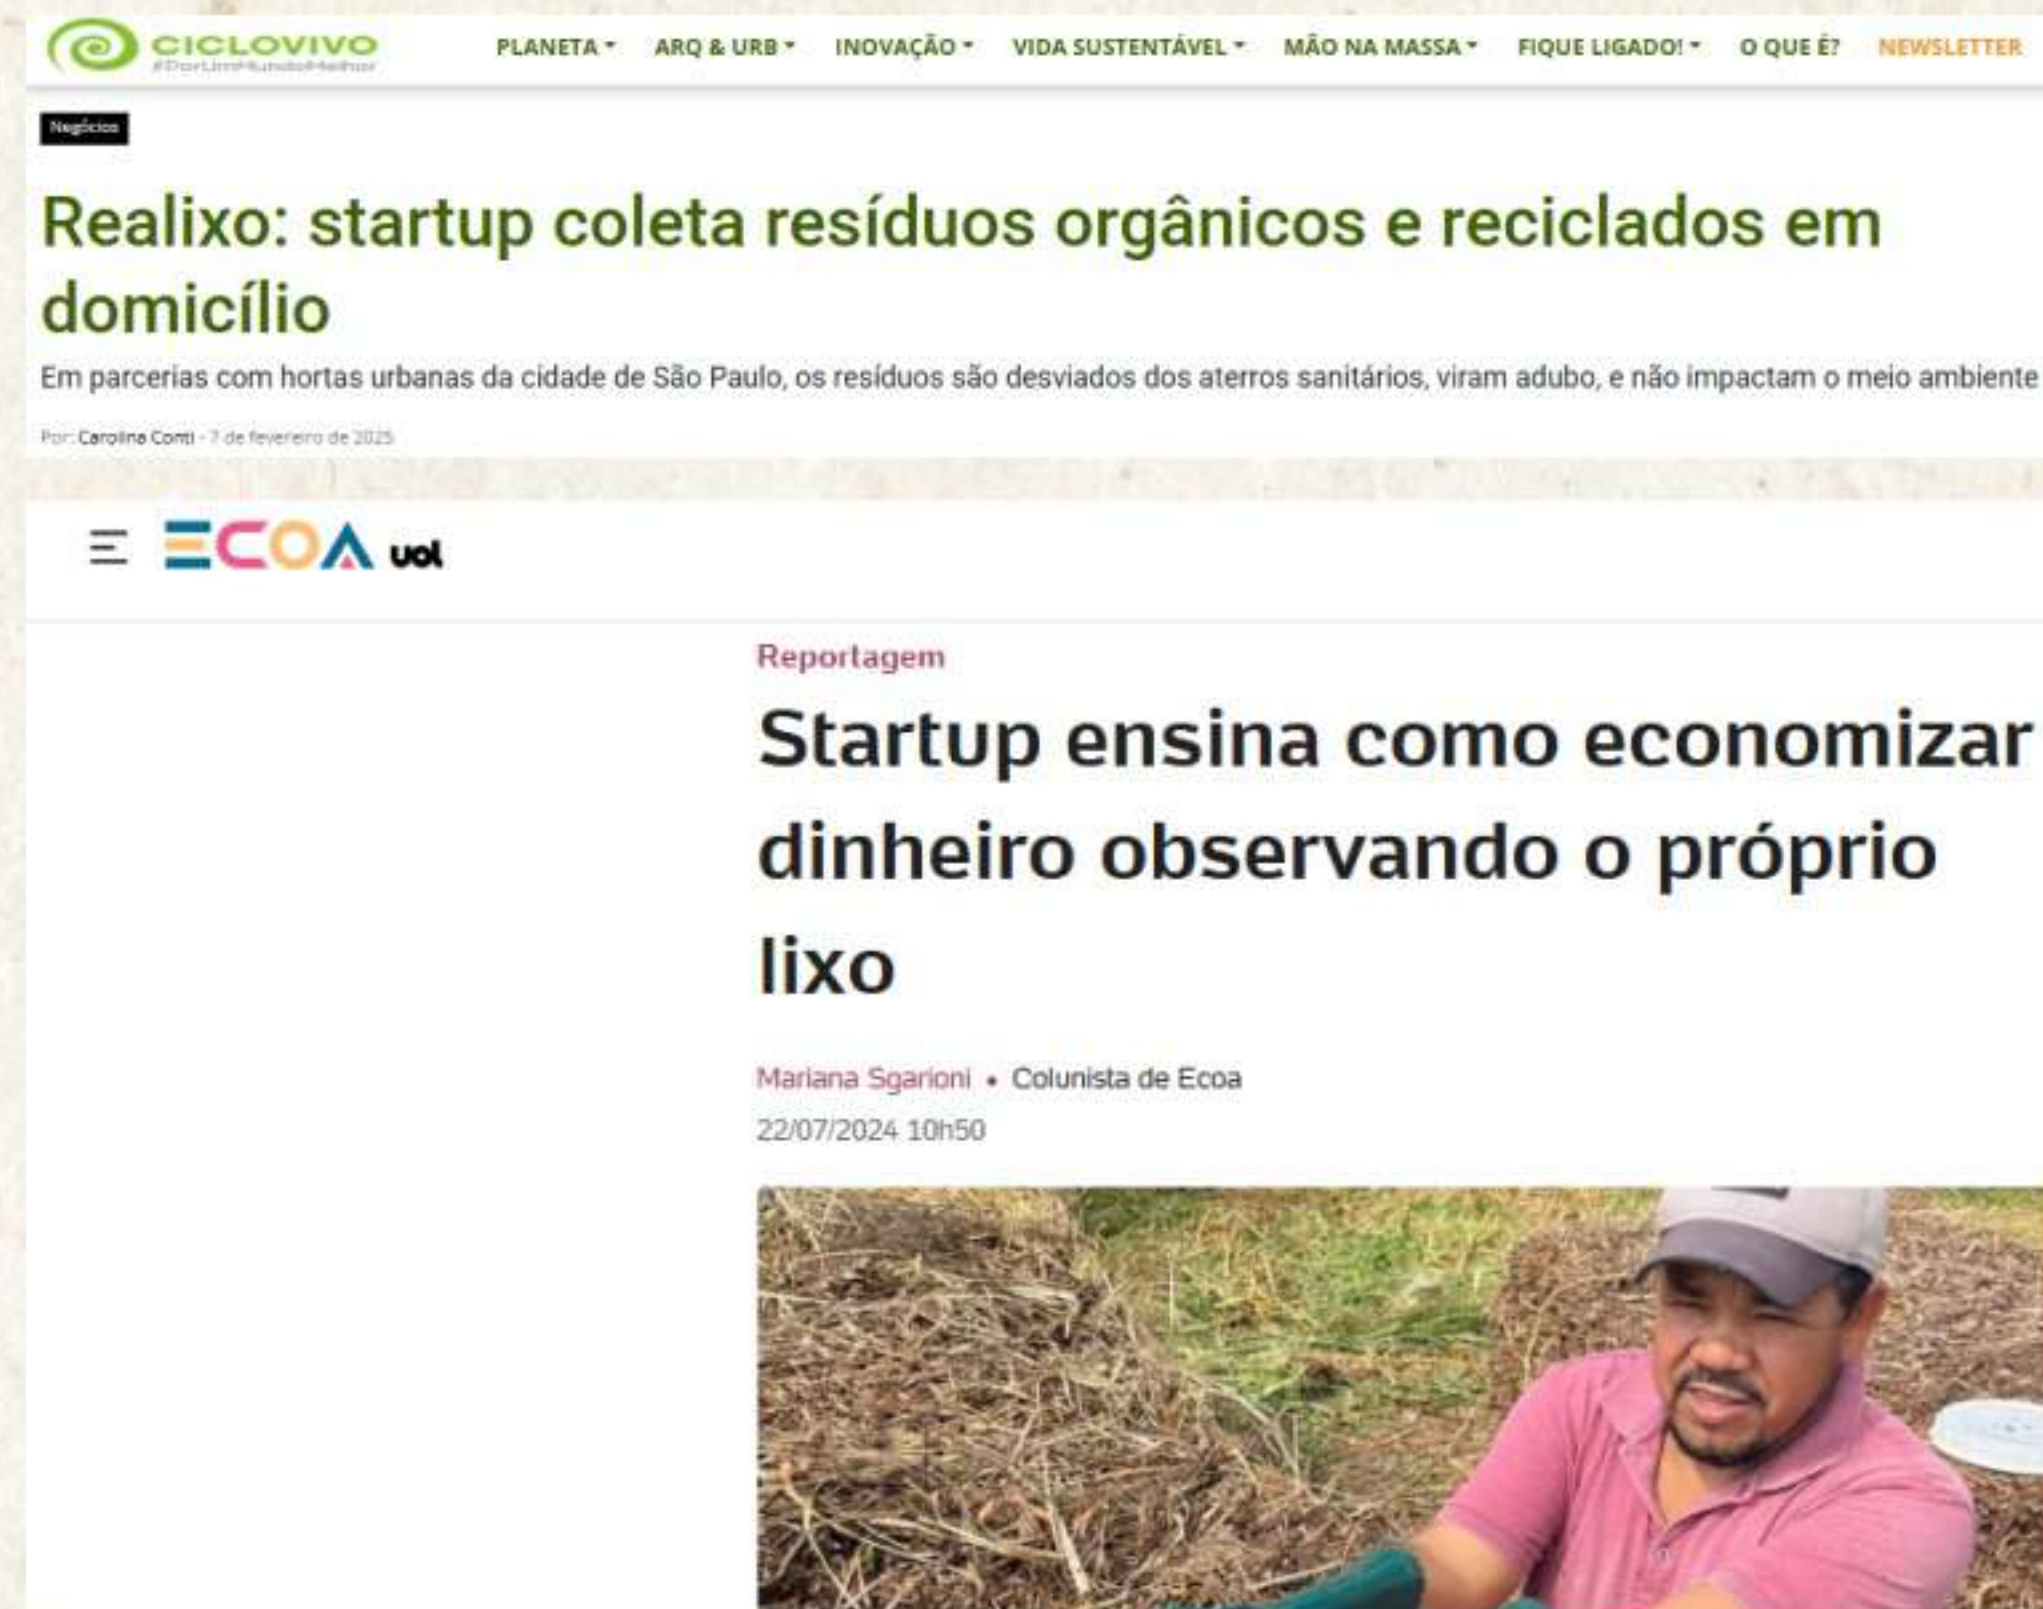 CICLOVIVO
#PorUmMundoMelhor
PLANETA ARQ & URB INOVAÇÃO VIDA SUSTENTÁVEL MÃO NA MASSA FIQUE LIGADO! O QUE É? NEWSLETTER
Negócios
Realixo: startup coleta resíduos orgânicos e reciclados em
domicílio
Em parcerias com hortas urbanas da cidade de São Paulo, os resíduos são desviados dos aterros sanitários, viram adubo, e não impactam o meio ambiente
Por: Carolina Conti - 7 de fevereiro de 2025
ECOA uol
Reportagem
Startup ensina como economizar
dinheiro observando o próprio
lixo
Mariana Sgarioni • Colunista de Ecoa
22/07/2024 10h50